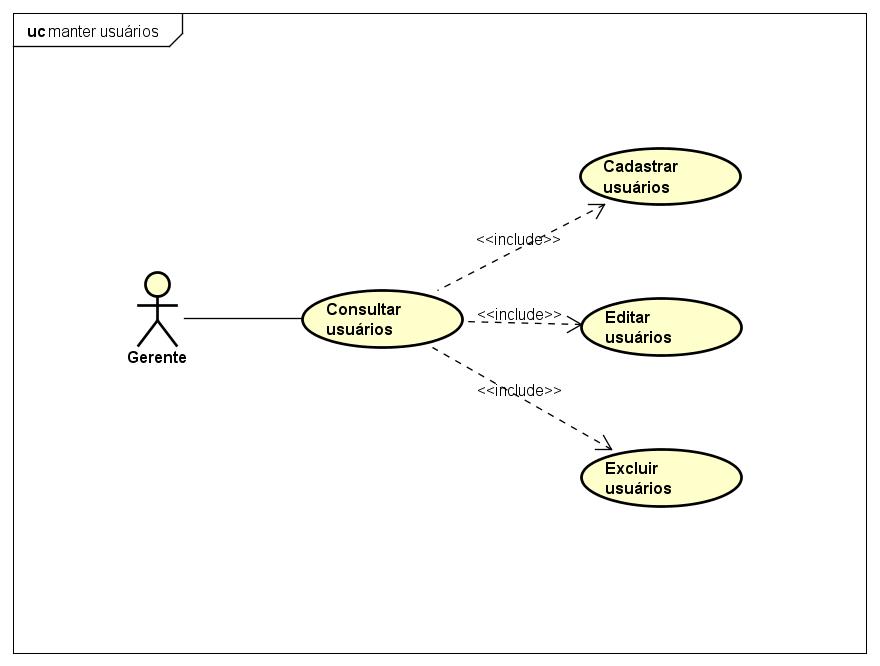 uc manter usuários
Cadastrar
usuários
<<include>>
Consultar
usuários
<<include>>
Editar
usuários
Gerente
<<include>>
Excluir
usuários